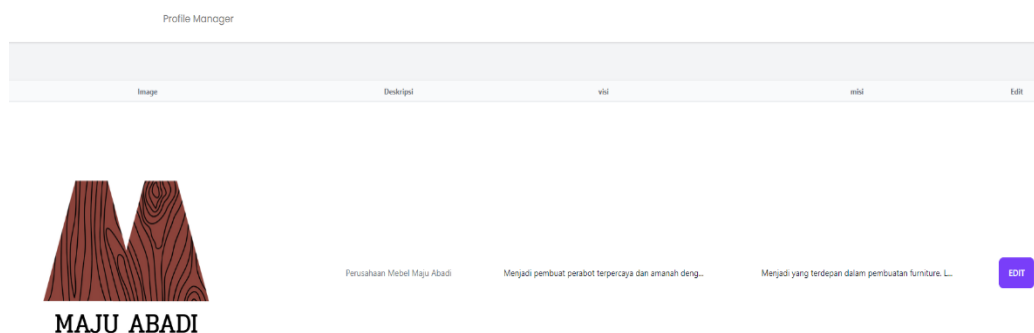 Profile Manager
Image Deskripsi visi misi Edit
Perusahaan Mebel Maju Abadi Menjadi pembuat perabot terpercaya dan amanah deng... Menjadi yang terdepan dalam pembuatan furniture. L... EDIT
MAJU ABADI